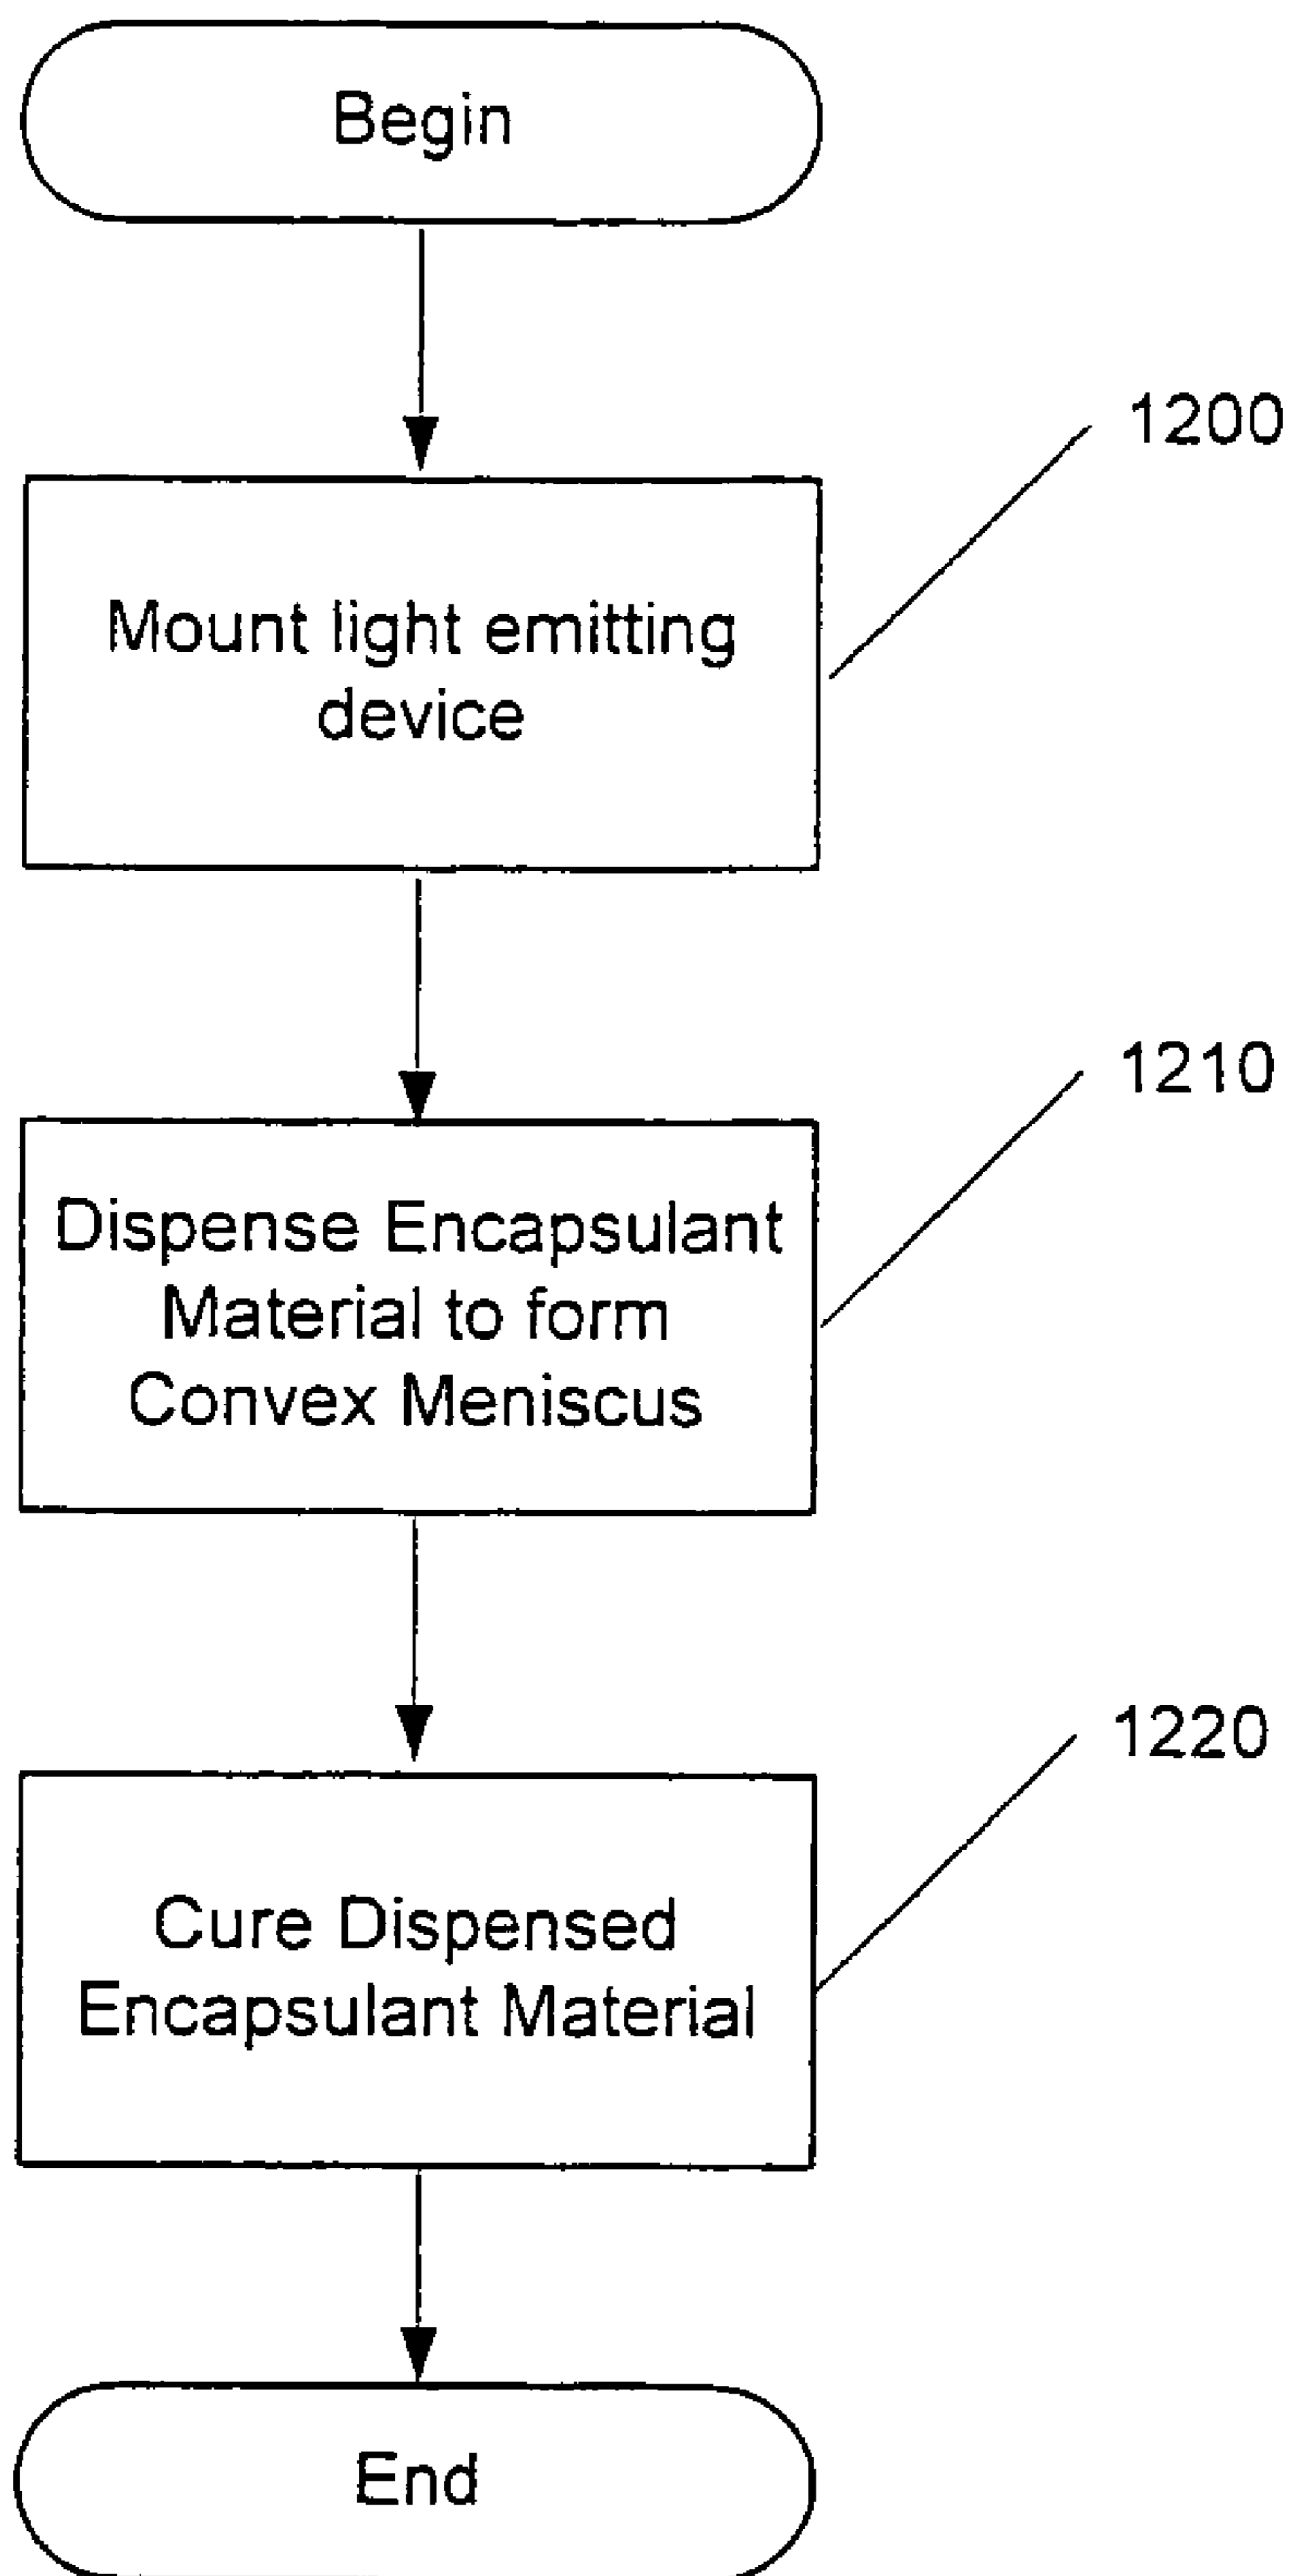 Begin
1200
Mount light emitting
device
1210
Dispense Encapsulant
Material to form
Convex Meniscus
1220
Cure Dispensed
Encapsulant Material
End